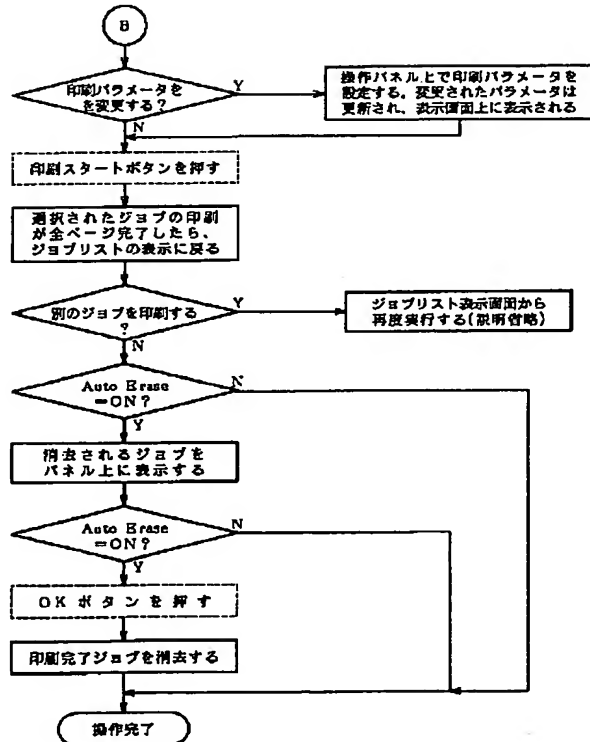 B
印刷パラメータを
を変更する?
Y
操作パネル上で印刷パラメータを
設定する。変更されたパラメータは
更新され、表示画面上に表示される
N
印刷スタートボタンを押す
選択されたジョブの印刷
が全ページ完了したら、
ジョブリストの表示に戻る
別のジョブを印刷する
?
Y
ジョブリスト表示画面から
再度実行する(説明省略)
N
Auto Erase
=ON?
N
Y
消去されるジョブを
パネル上に表示する
Auto Erase
=ON?
N
Y
OKボタンを押す
印刷完了ジョブを消去する
操作完了